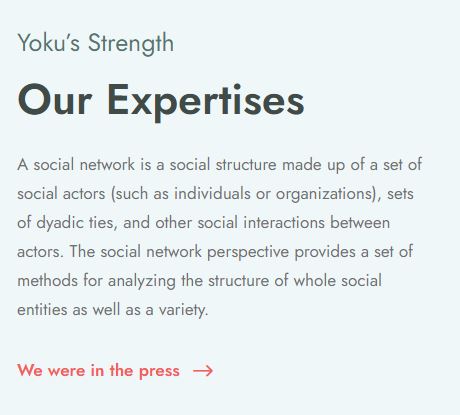 Yoku's Strength
Our Expertises
A social network is a social structure made up of a set of
social actors (such as individuals or organizations), sets
of dyadic ties, and other social interactions between
actors. The social network perspective provides a set of
methods for analyzing the structure of whole social
entities as well as a variety.
We were in the press →